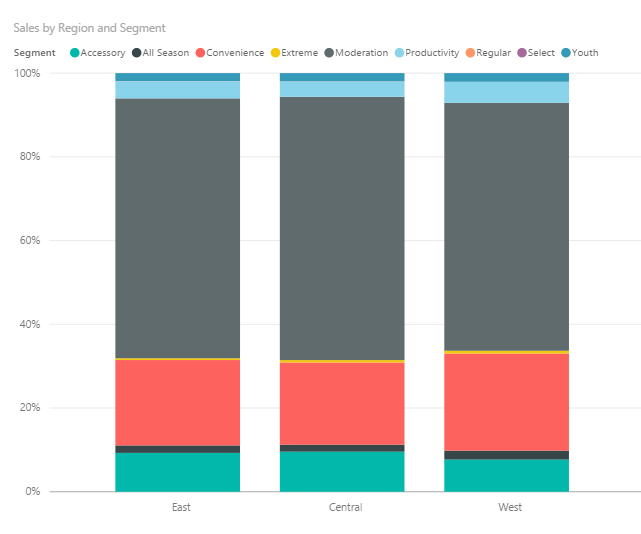 Sales by Region and Segment
Segment Accessory All Season Convenience Extreme Moderation Productivity Regular Select Youth
100%
80%
60%
40%
20%
0%
East Central West